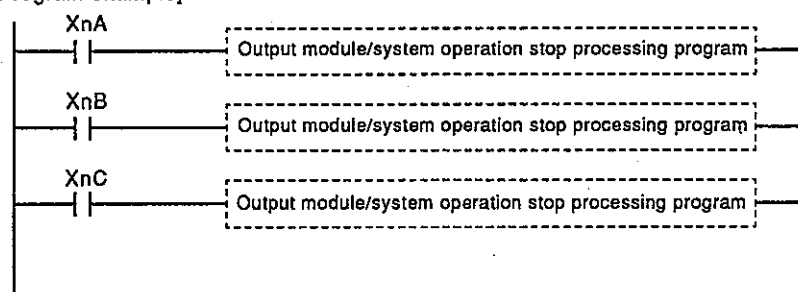 XnA
Output module/system operation stop processing program
XnB
Output module/system operation stop processing program
XnC
Output module/system operation stop processing program